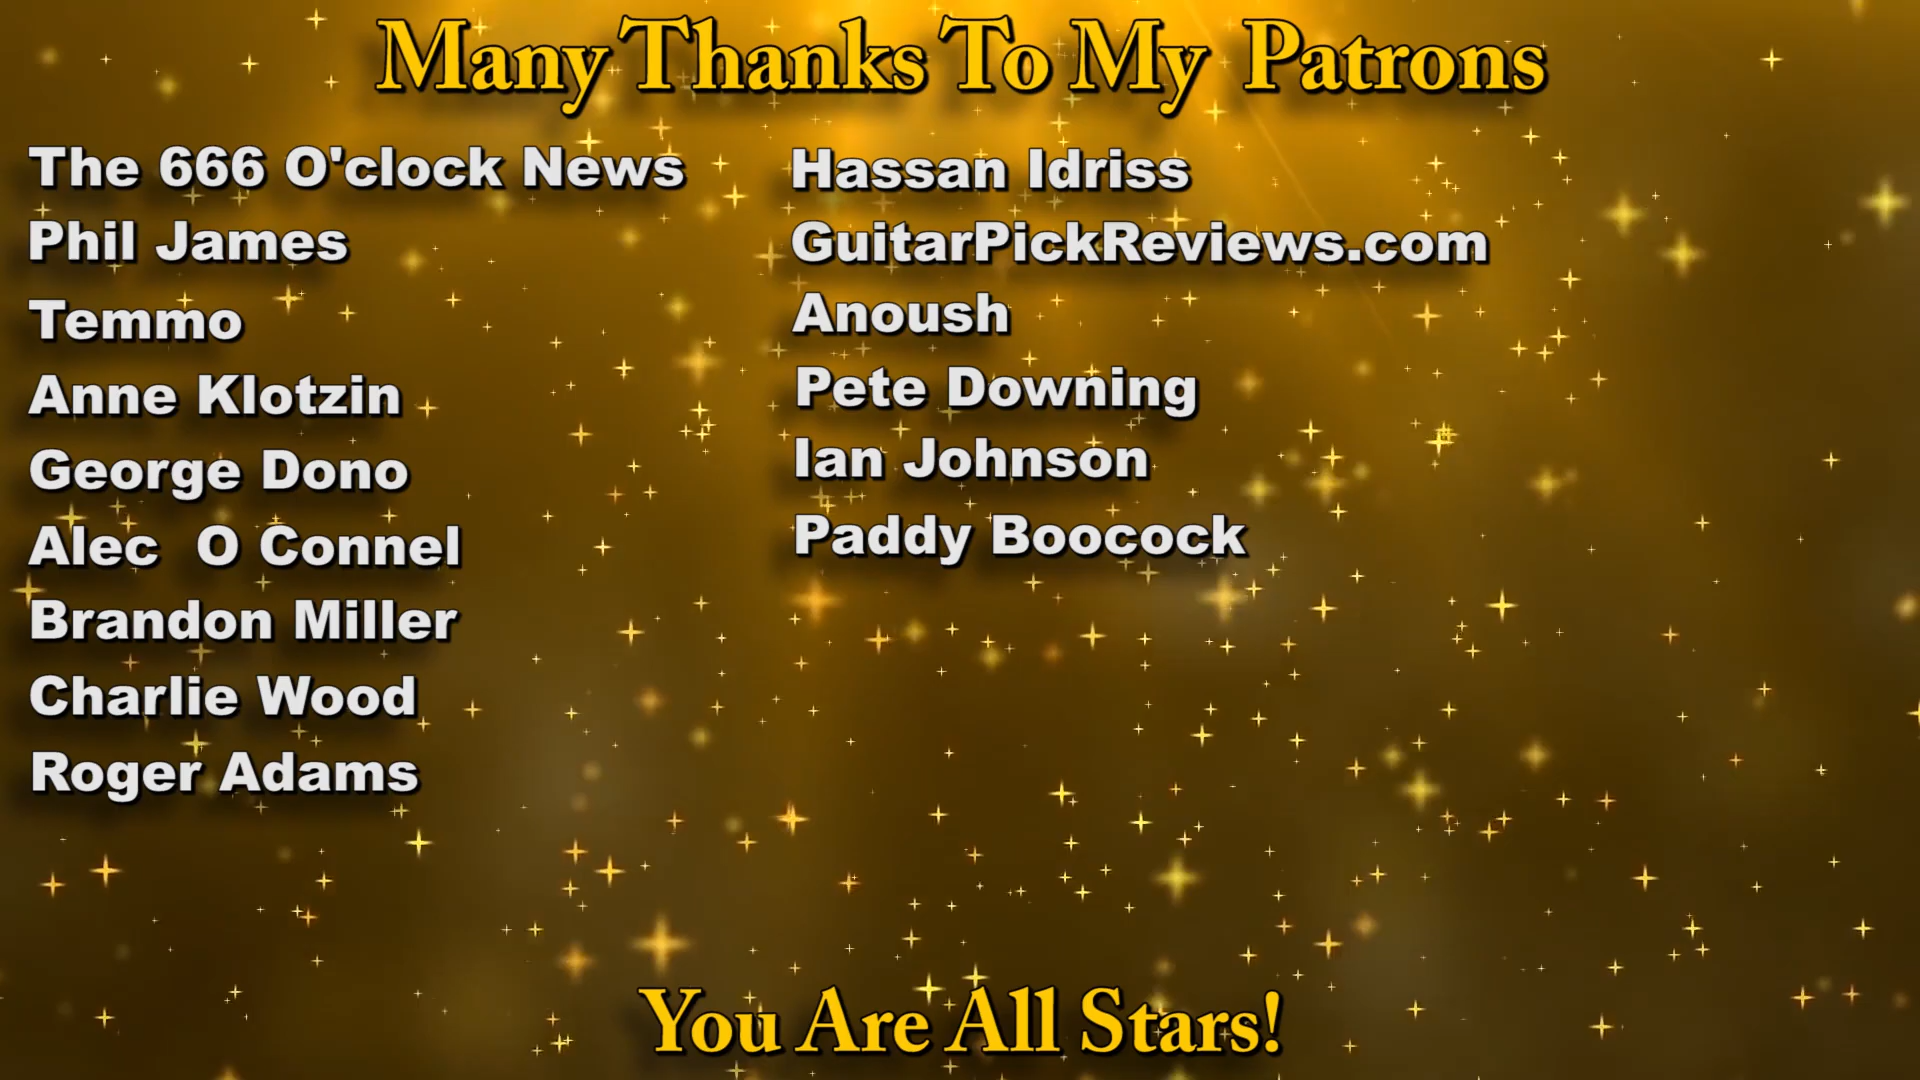 Many Thanks To My Patrons
The 666 O'clock News
Phil James
Temmo
Anne Klotzin
George Dono
Alec  O Connel
Brandon Miller
Charlie Wood
Roger Adams
Hassan Idriss
GuitarPickReviews.com
Anoush
Pete Downing
Ian Johnson
Paddy Boocock
You Are All Stars!